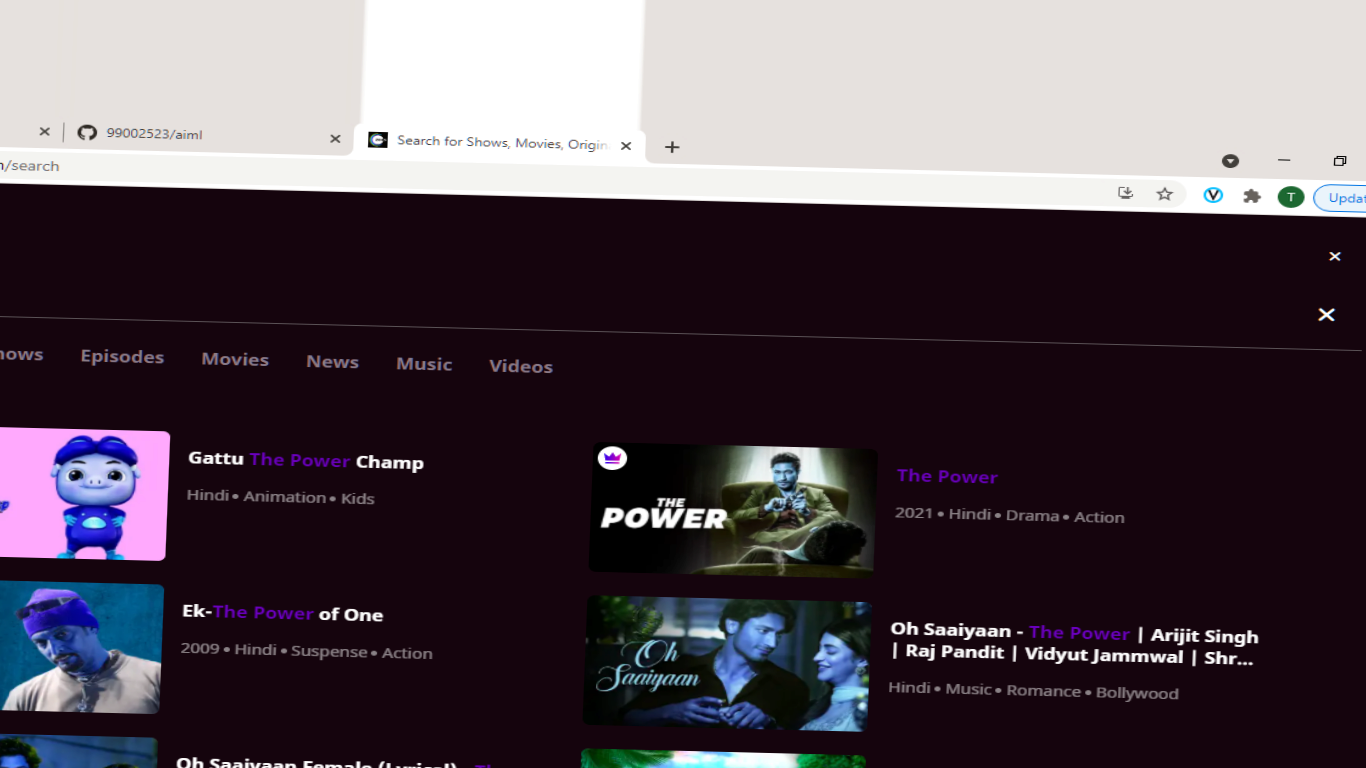 99002523/aiml
Search for Shows, Movies, Origin
/search
T
Updat
hows
Episodes
Movies
News
Music
Videos
Gattu The Power Champ
Hindi • Animation • Kids
THE
POWER
The Power
2021 • Hindi • Drama • Action
Ek-The Power of One
2009 • Hindi • Suspense • Action
Oh
Saaiyaan
Oh Saaiyaan - The Power | Arijit Singh
| Raj Pandit | Vidyut Jammwal | Shr...
Hindi • Music • Romance • Bollywood
Oh Saaiyaan Female (Lyrical) - Th